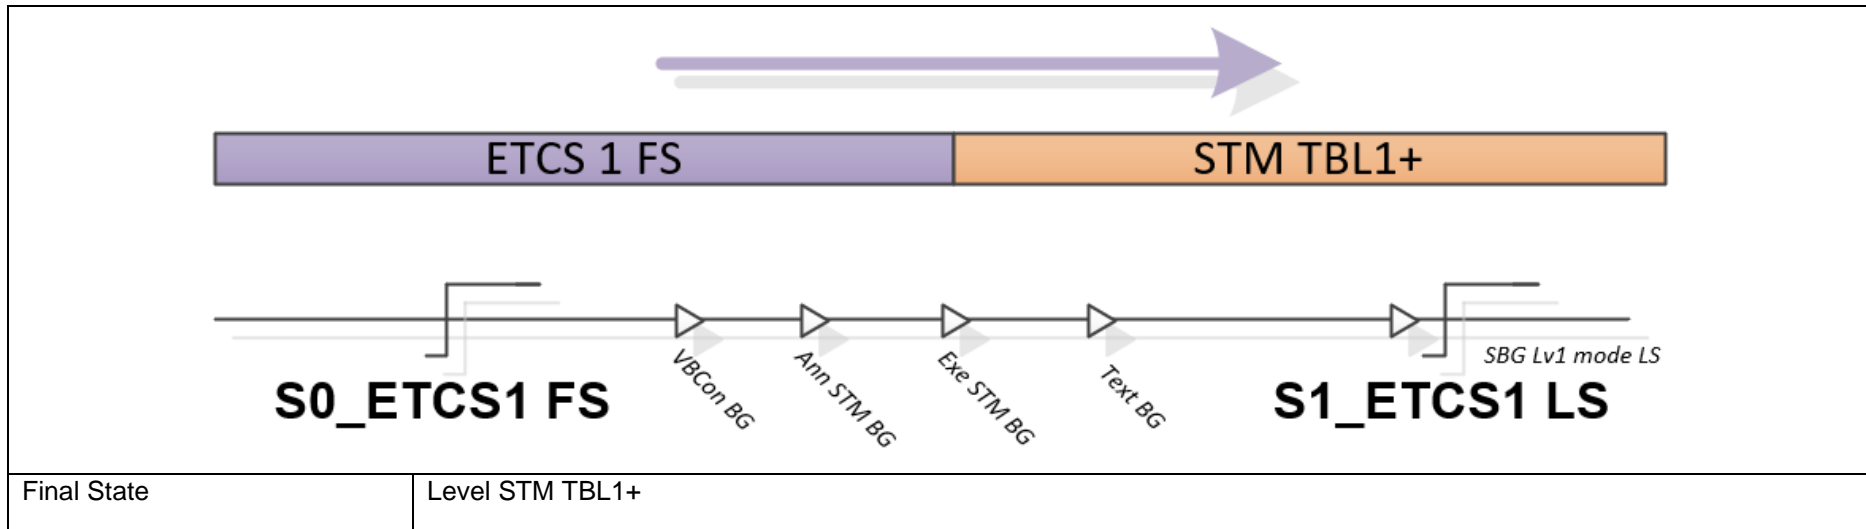 ETCS 1 FS
STM TBL1+
SBG Lv1 mode LS
S0_ETCS1 FS
VBCon BG
Ann STM BG
Exe STM BG
Text BG
S1_ETCS1 LS
Final State
Level STM TBL1+